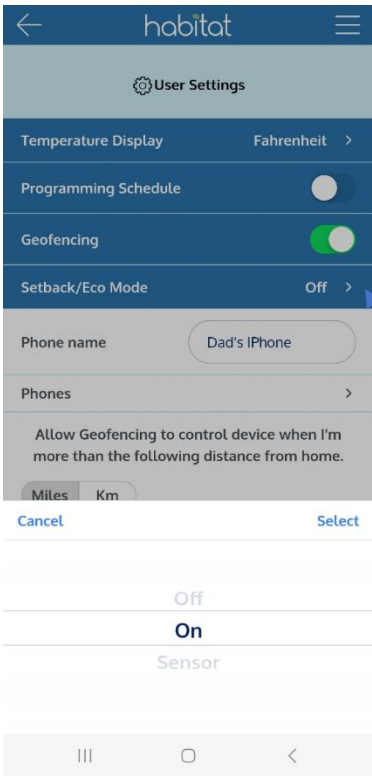 habitat
User Settings
Temperature Display Fahrenheit >
Programming Schedule
Geofencing
Setback/Eco Mode Off >
Phone name Dad's IPhone
Phones >
Allow Geofencing to control device when I'm
more than the following distance from home.
Miles Km
Cancel Select
Off
On
Sensor